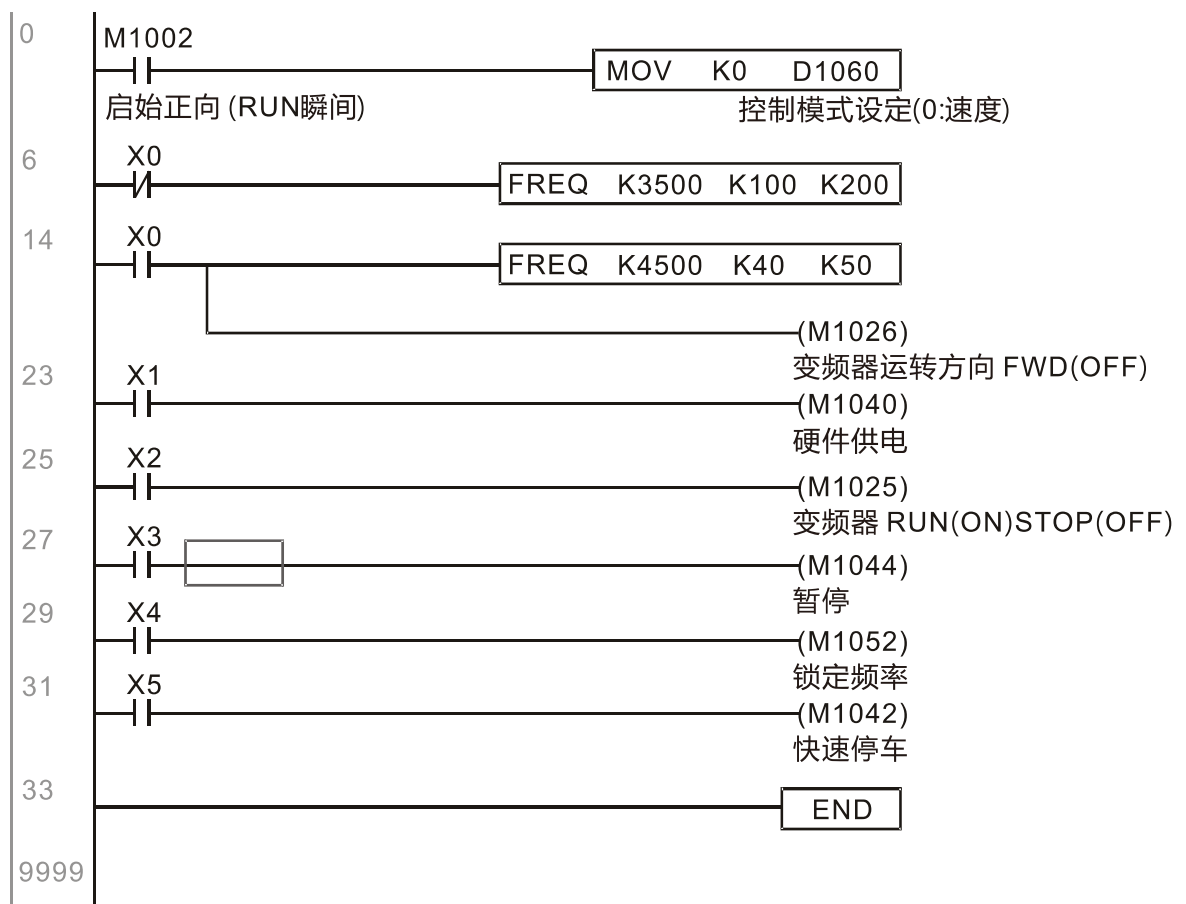 0
M1002
MOV K0 D1060
启始正向 (RUN瞬间)
控制模式设定(0:速度)
6
X0
FREQ K3500 K100 K200
14
X0
FREQ K4500 K40 K50
(M1026)
变频器运转方向 FWD(OFF)
23
X1
(M1040)
硬件供电
25
X2
(M1025)
变频器 RUN(ON)STOP(OFF)
27
X3
(M1044)
暂停
29
X4
(M1052)
锁定频率
31
X5
(M1042)
快速停车
33
END
9999